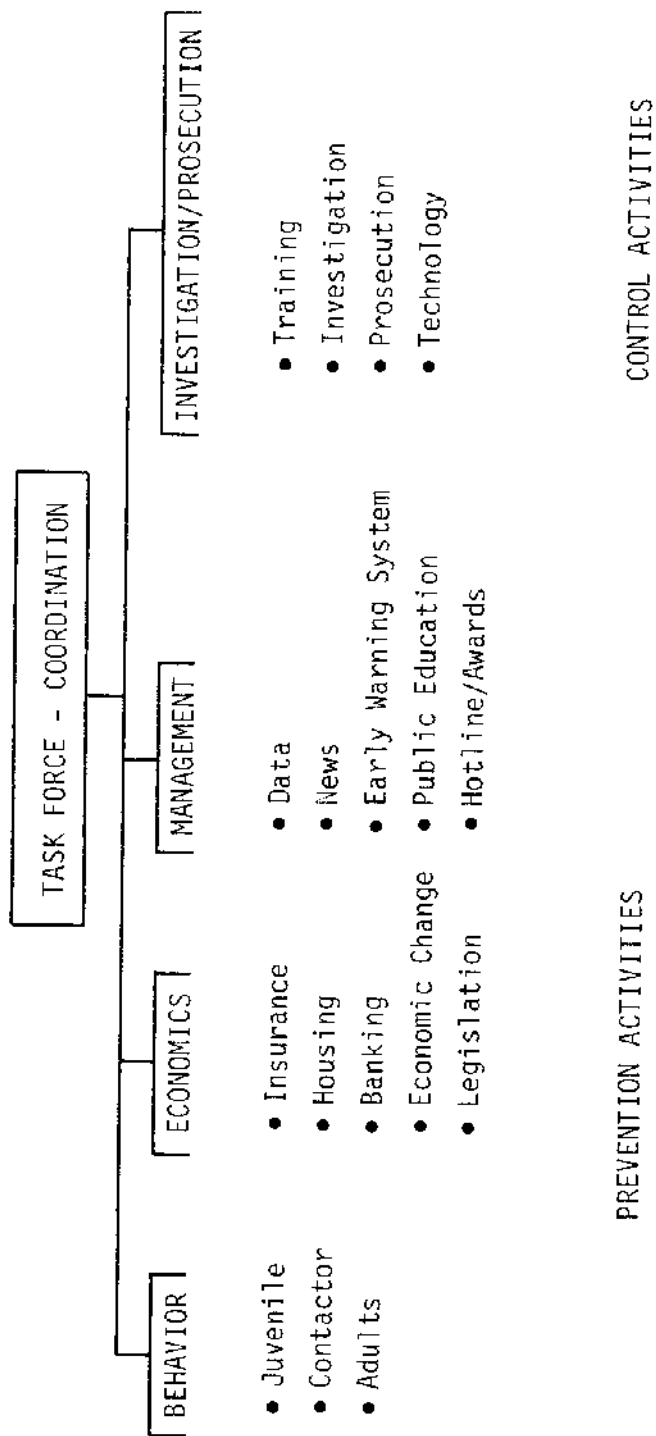 TASK FORCE - COORDINATION
BEHAVIOR
• Juvenile
• Contactor
• Adults
ECONOMICS
• Insurance
• Housing
• Banking
• Economic Change
• Legislation
MANAGEMENT
• Data
• News
• Early Warning System
• Public Education
• Hotline/Awards
INVESTIGATION/PROSECUTION
• Training
• Investigation
• Prosecution
• Technology
PREVENTION ACTIVITIES
CONTROL ACTIVITIES